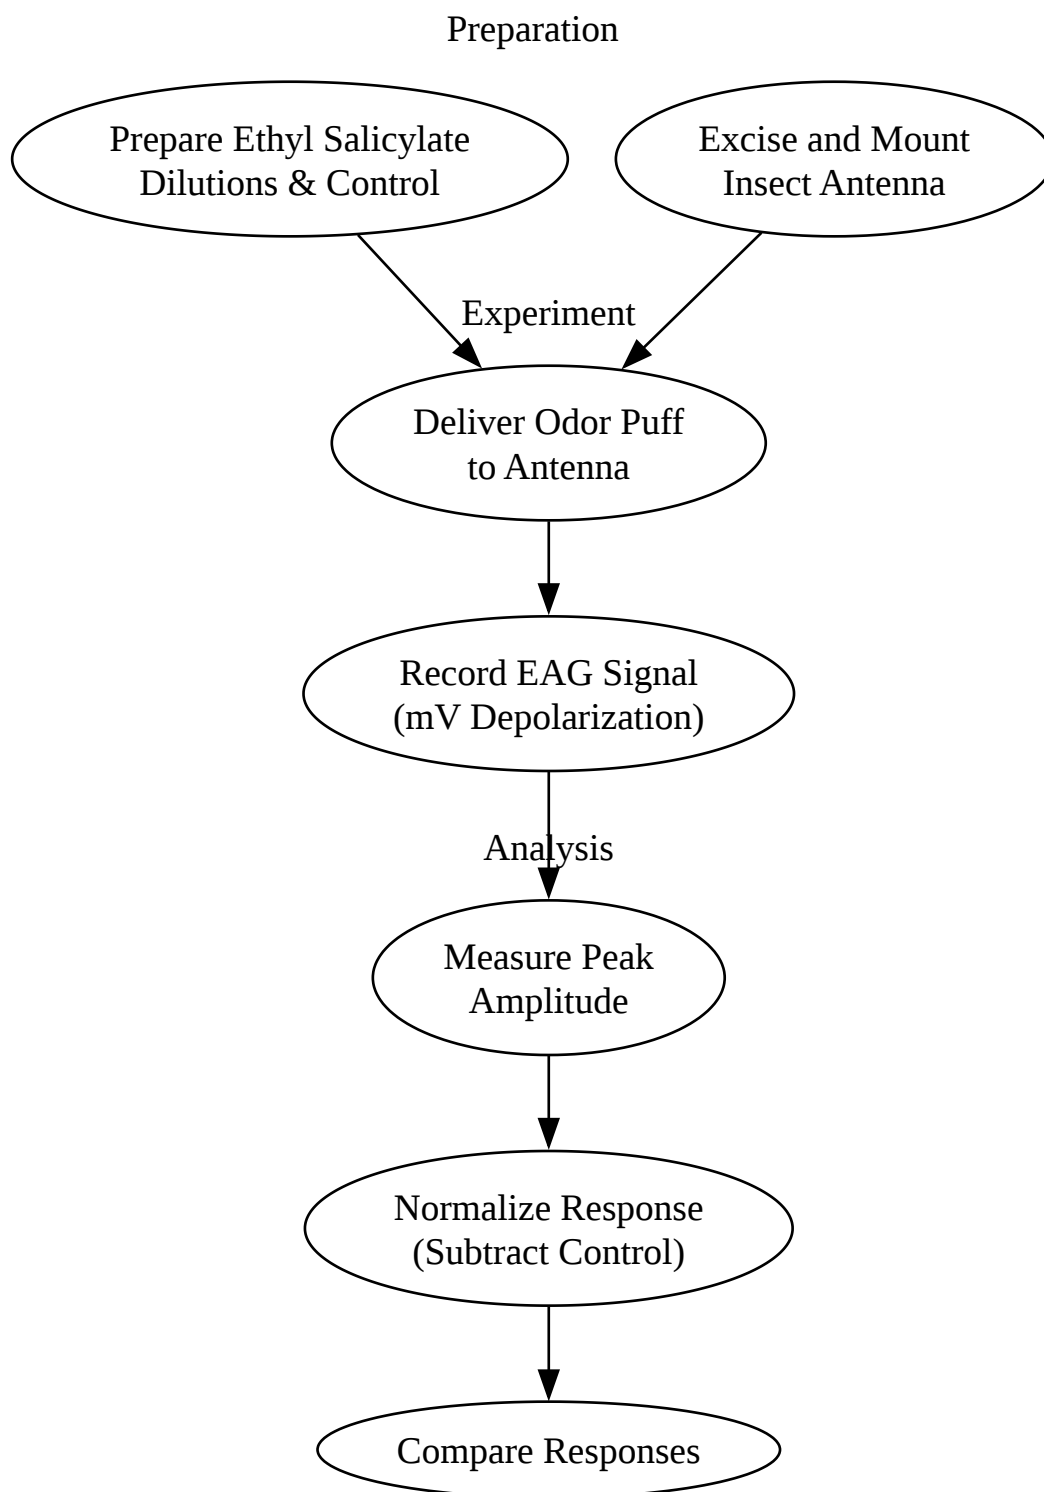 Preparation
Prepare Ethyl Salicylate
Dilutions & Control
Excise and Mount
Insect Antenna
Experiment
Deliver Odor Puff
to Antenna
Record EAG Signal
(mV Depolarization)
Analysis
Measure Peak
Amplitude
Normalize Response
(Subtract Control)
Compare Responses